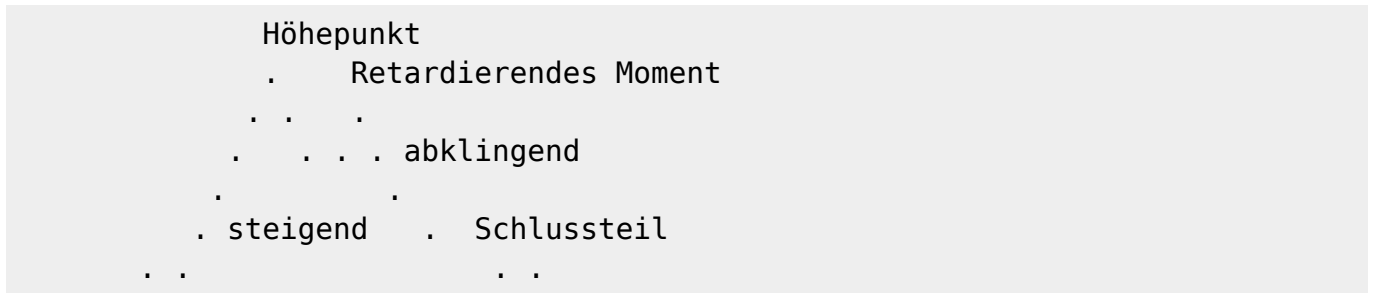 Höhepunkt
. Retardierendes Moment
. . .
. . . . abklingend
. .
. steigend . Schlussteil
. . . .